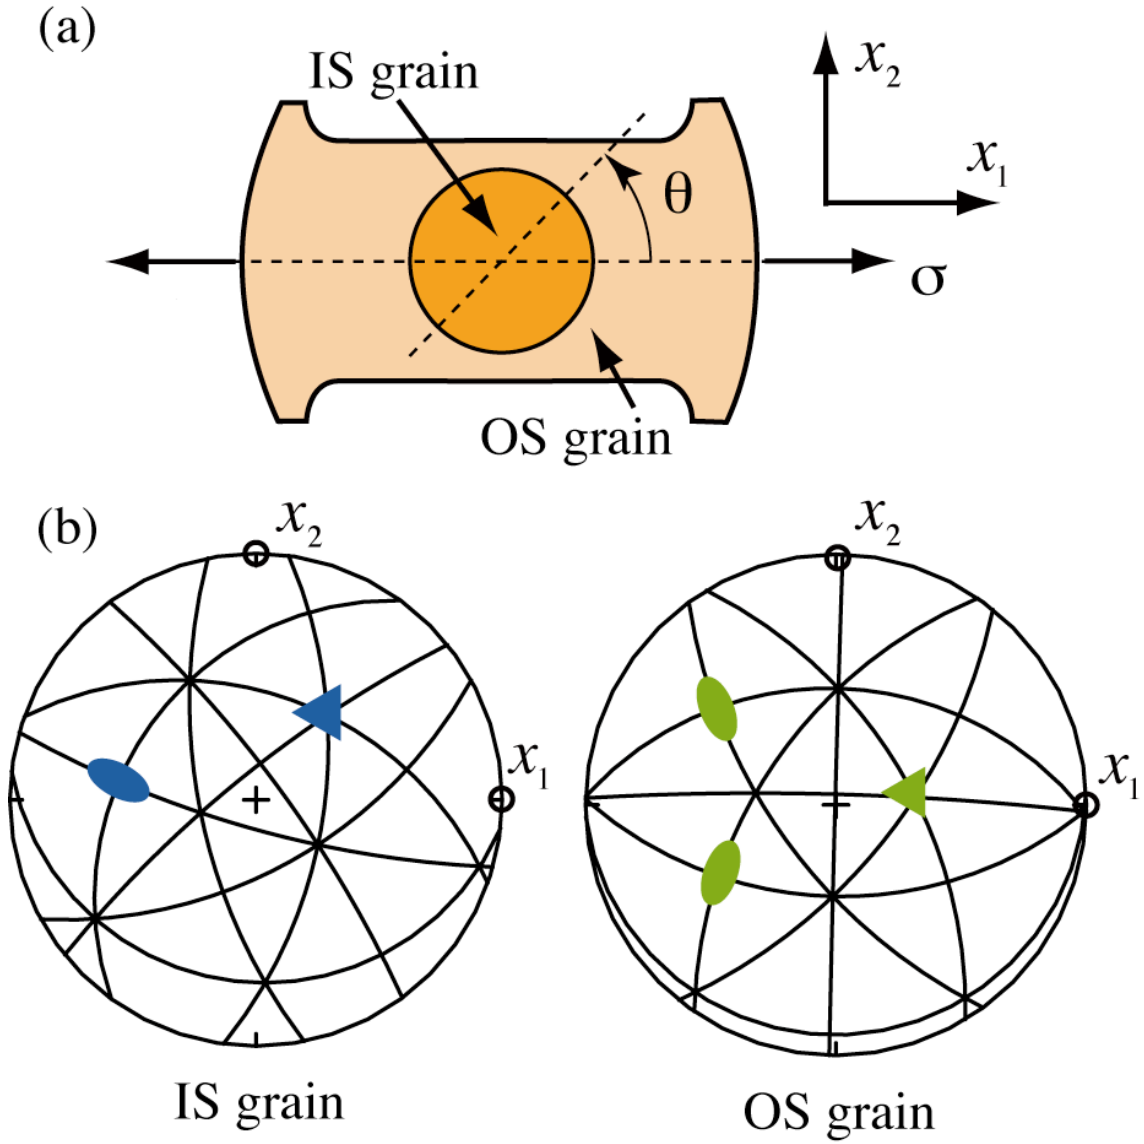 (a)
IS grain
x₂
θ
x₁
σ
OS grain
(b)
x₂
x₂
x₁
x₁
IS grain
OS grain